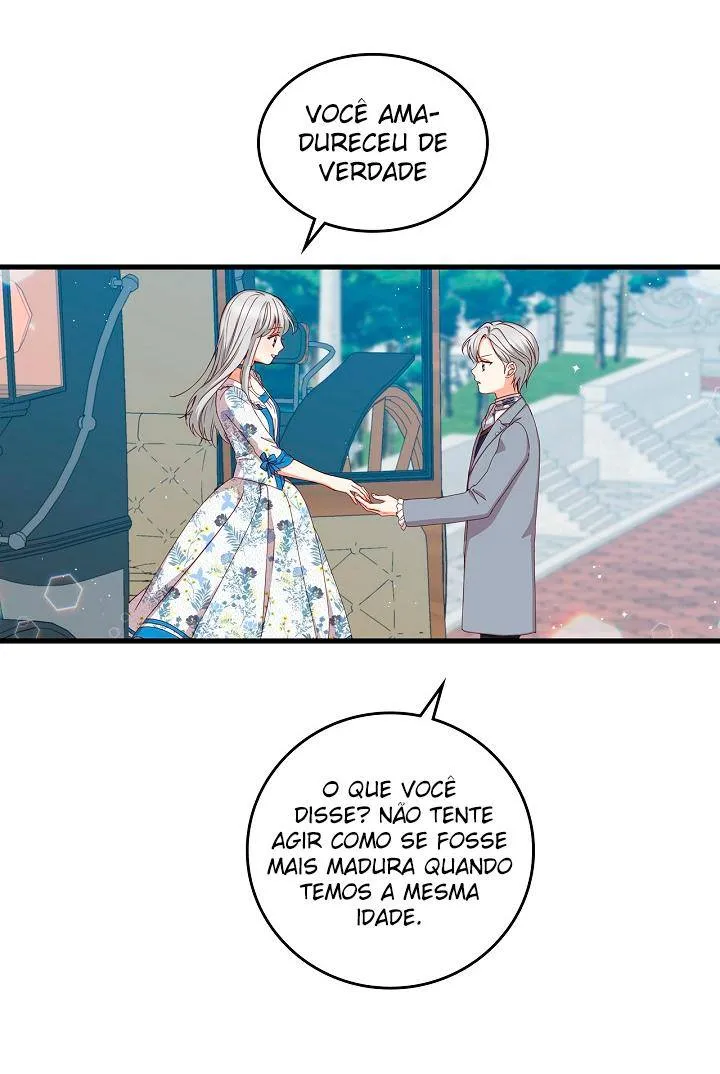 VOCÊ AMA-
DURECEU DE
VERDADE
O QUE VOCÊ
DISSE? NÃO TENTE
AGIR COMO SE FOSSE
MAIS MADURA QUANDO
TEMOS A MESMA
IDADE.